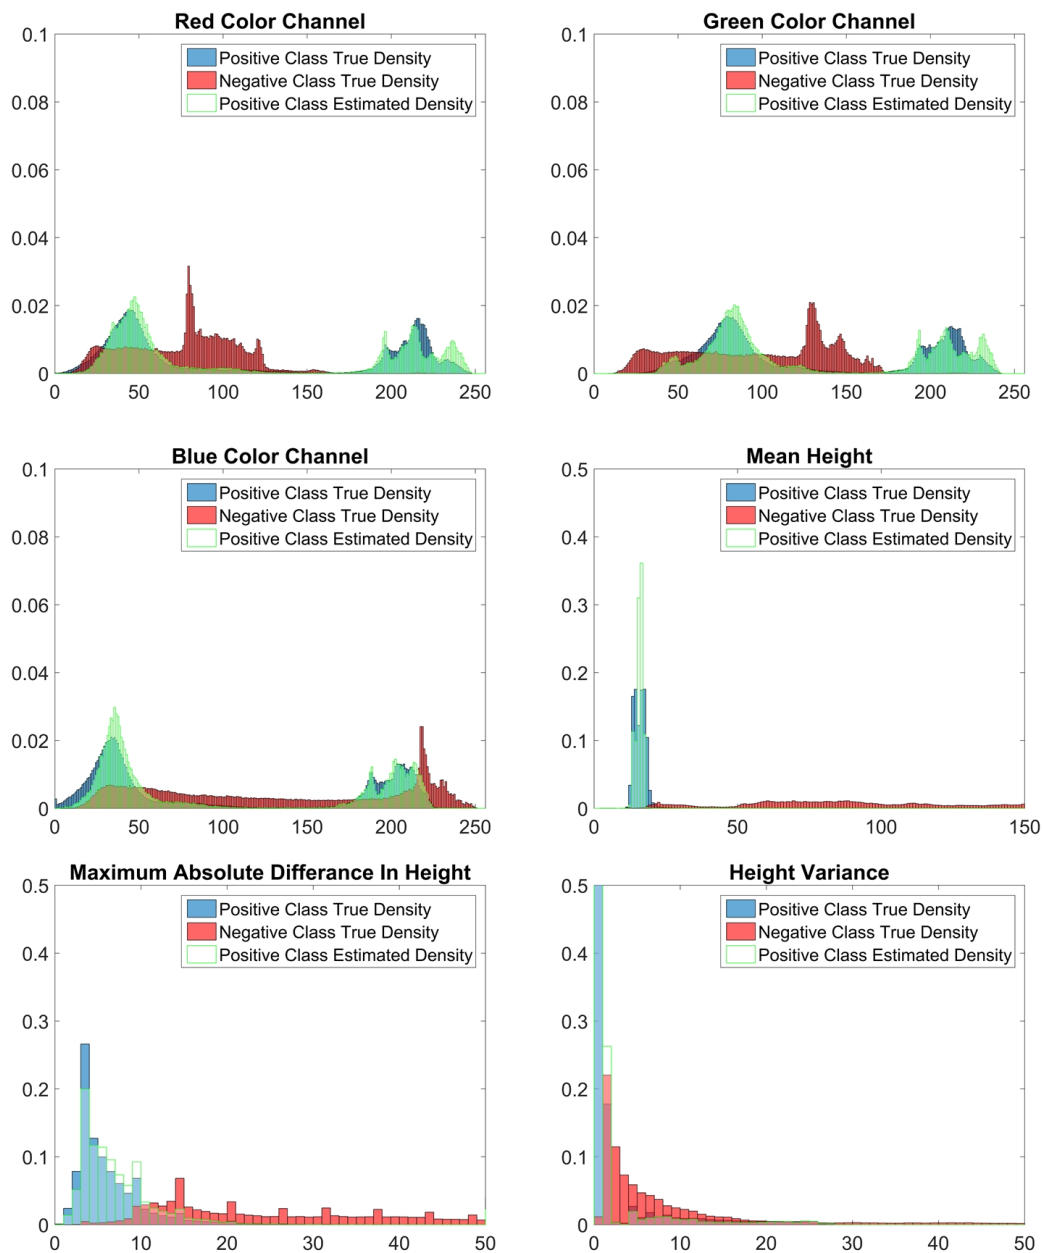 Red Color Channel
0.1
0.08
0.06
0.04
0.02
0
Positive Class True Density
Negative Class True Density
Positive Class Estimated Density
0 50 100 150 200 250
Green Color Channel
0.1
0.08
0.06
0.04
0.02
0
Positive Class True Density
Negative Class True Density
Positive Class Estimated Density
0 50 100 150 200 250
Blue Color Channel
0.1
0.08
0.06
0.04
0.02
0
Positive Class True Density
Negative Class True Density
Positive Class Estimated Density
0 50 100 150 200 250
Mean Height
0.5
0.4
0.3
0.2
0.1
0
Positive Class True Density
Negative Class True Density
Positive Class Estimated Density
0 50 100 150
Maximum Absolute Differance In Height
0.5
0.4
0.3
0.2
0.1
0
Positive Class True Density
Negative Class True Density
Positive Class Estimated Density
0 10 20 30 40 50
Height Variance
0.5
0.4
0.3
0.2
0.1
0
Positive Class True Density
Negative Class True Density
Positive Class Estimated Density
0 10 20 30 40 50